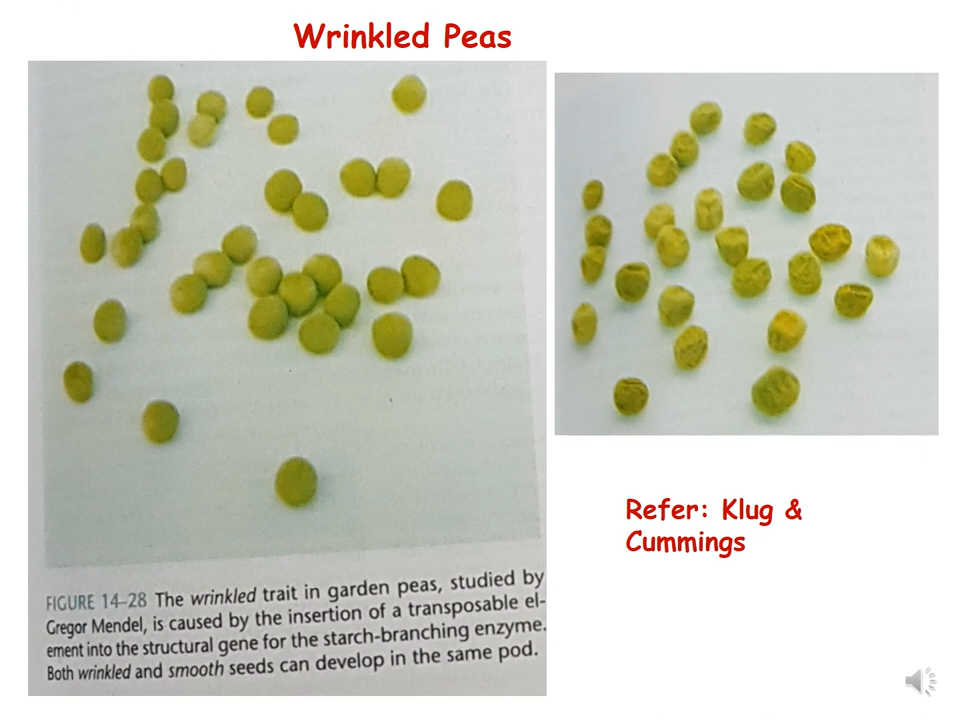 Wrinkled Peas
FIGURE 14–28 The wrinkled trait in garden peas, studied by
Gregor Mendel, is caused by the insertion of a transposable el-
ement into the structural gene for the starch-branching enzyme.
Both wrinkled and smooth seeds can develop in the same pod.
Refer: Klug &
Cummings